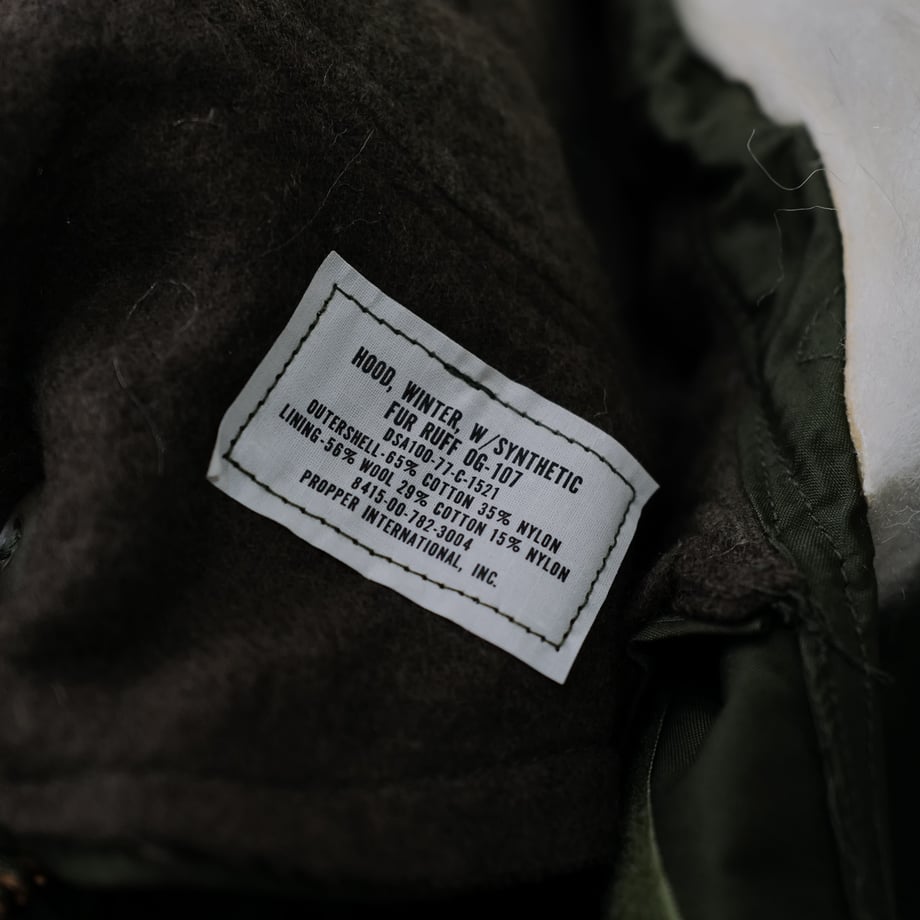 HOOD, WINTER, W/SYNTHETIC
FUR RUFF OG-107
DSA100-77-C-1521
OUTERSHELL-65% COTTON 35% NYLON
LINING-56% WOOL 29% COTTON 15% NYLON
8415-00-782-3004
PROPPER INTERNATIONAL, INC.